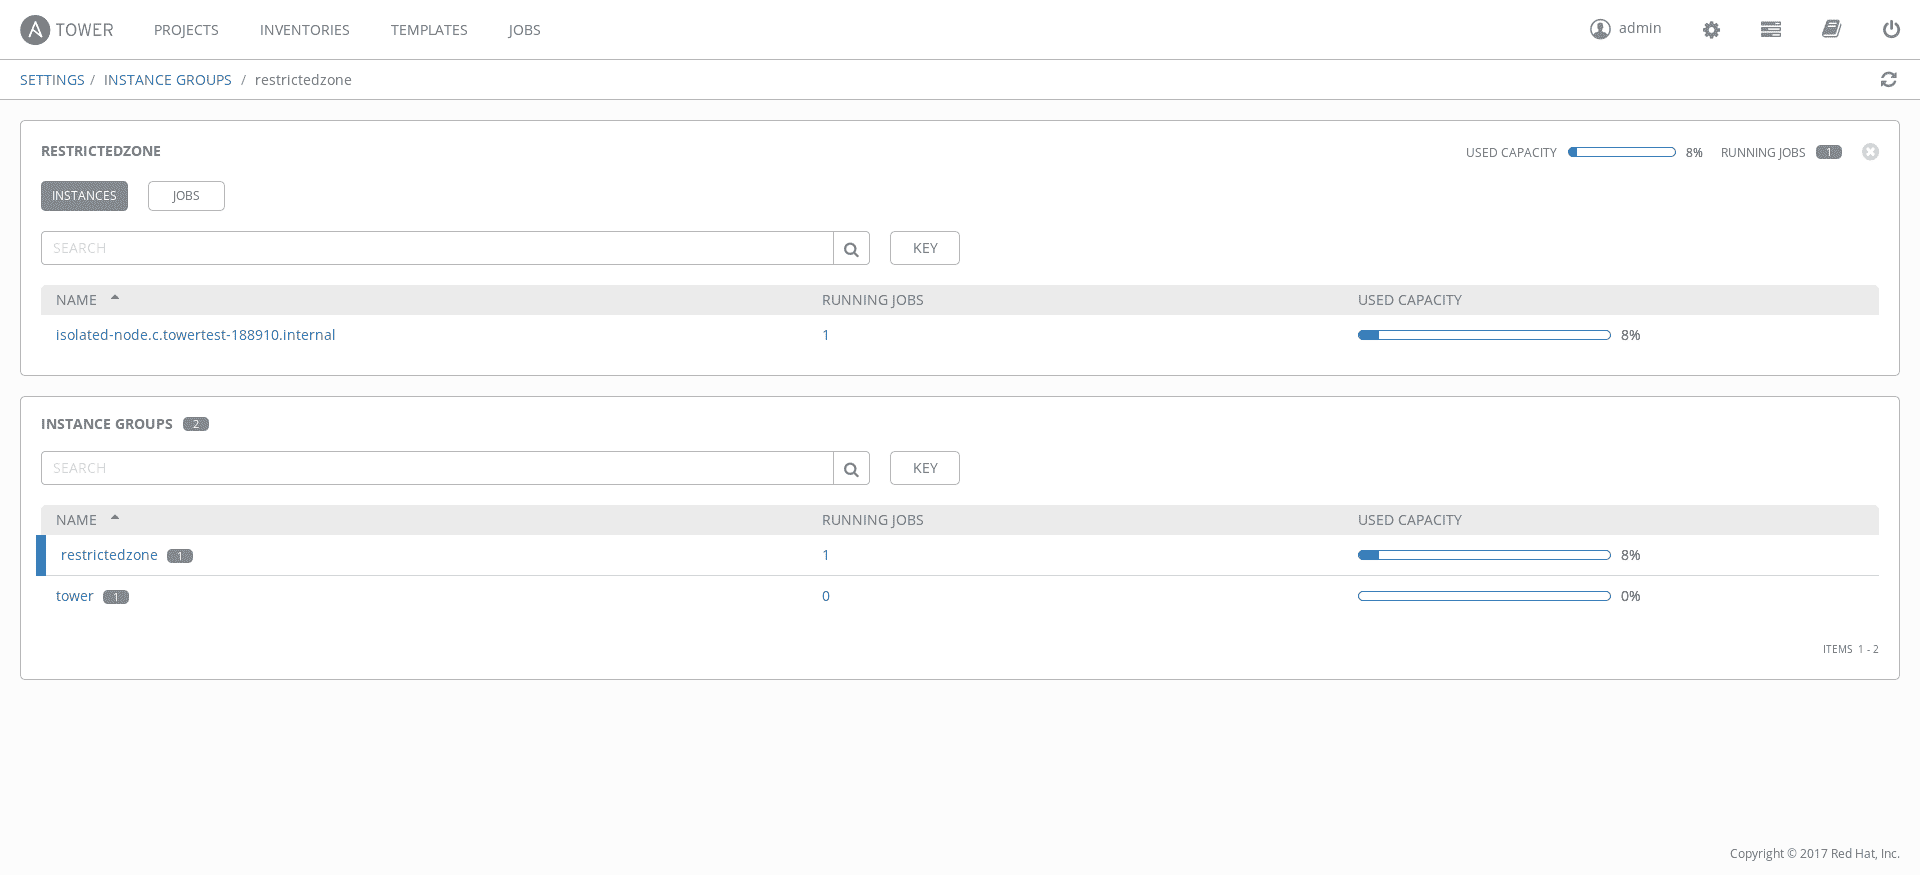 A TOWER PROJECTS INVENTORIES TEMPLATES JOBS admin
SETTINGS / INSTANCE GROUPS / restrictedzone
RESTRICTEDZONE USED CAPACITY 8% RUNNING JOBS 1
INSTANCES JOBS
SEARCH KEY
NAME RUNNING JOBS USED CAPACITY
isolated-node.c.towertest-188910.internal 1 8%
INSTANCE GROUPS 2
SEARCH KEY
NAME RUNNING JOBS USED CAPACITY
restrictedzone 1 1 8%
tower 1 0 0%
ITEMS 1 - 2
Copyright © 2017 Red Hat, Inc.